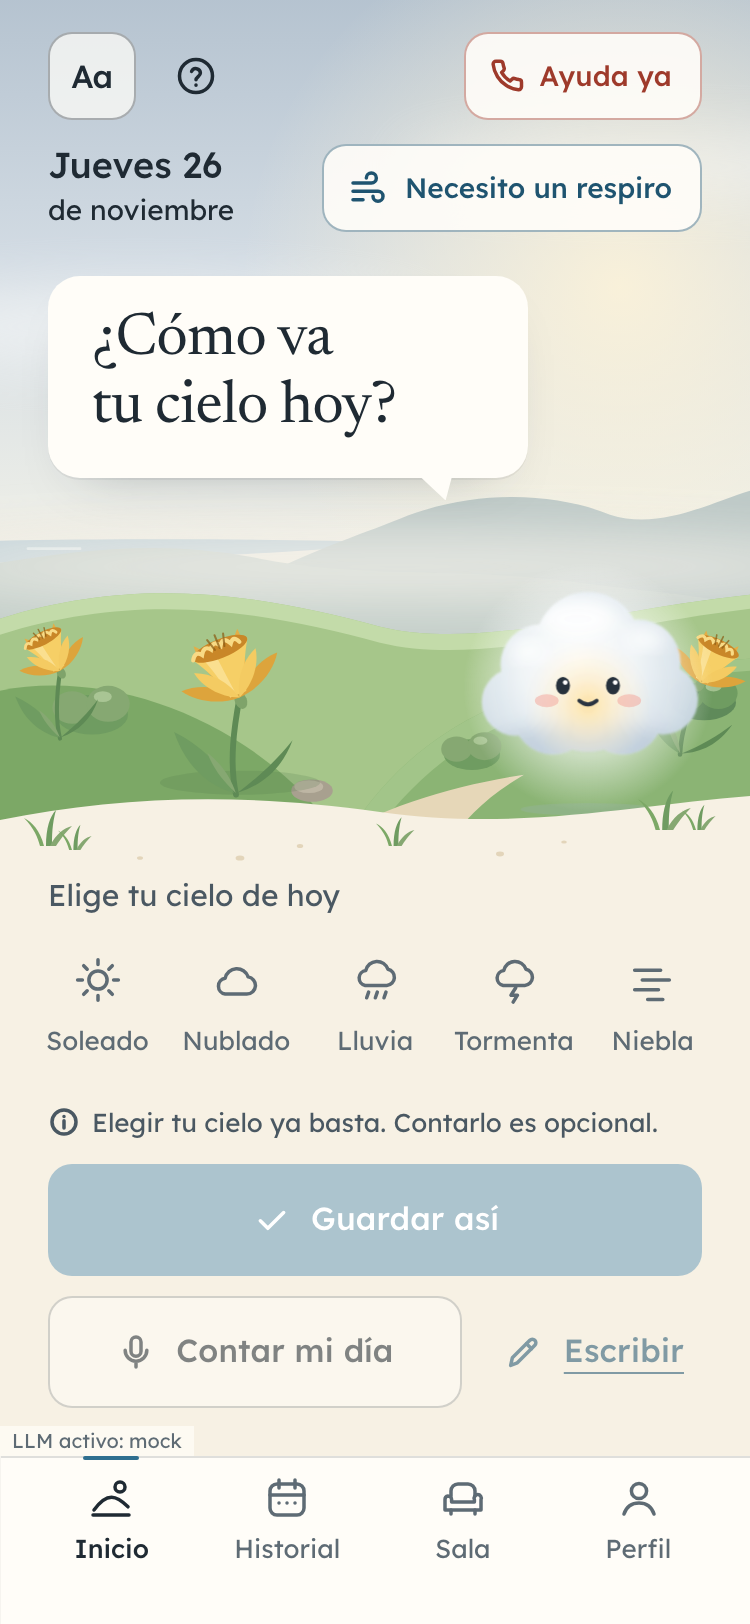 Aa
Ayuda ya
Jueves 26
de noviembre
Necesito un respiro
¿Cómo va
tu cielo hoy?
Elige tu cielo de hoy
Soleado
Nublado
Lluvia
Tormenta
Niebla
Elegir tu cielo ya basta. Contarlo es opcional.
Guardar así
Contar mi día
Escribir
LLM activo: mock
Inicio
Historial
Sala
Perfil